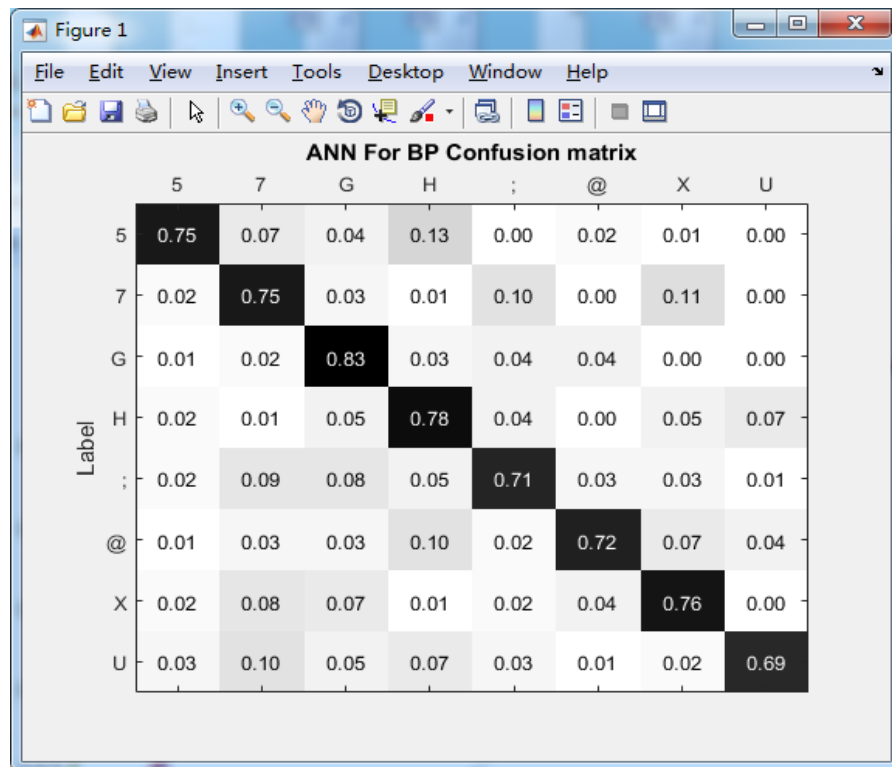 Figure 1
File Edit View Insert Tools Desktop Window Help
ANN For BP Confusion matrix
5 7 G H ; @ X U
5 0.75 0.07 0.04 0.13 0.00 0.02 0.01 0.00
7 0.02 0.75 0.03 0.01 0.10 0.00 0.11 0.00
G 0.01 0.02 0.83 0.03 0.04 0.04 0.00 0.00
H 0.02 0.01 0.05 0.78 0.04 0.00 0.05 0.07
Label
; 0.02 0.09 0.08 0.05 0.71 0.03 0.03 0.01
@ 0.01 0.03 0.03 0.10 0.02 0.72 0.07 0.04
X 0.02 0.08 0.07 0.01 0.02 0.04 0.76 0.00
U 0.03 0.10 0.05 0.07 0.03 0.01 0.02 0.69